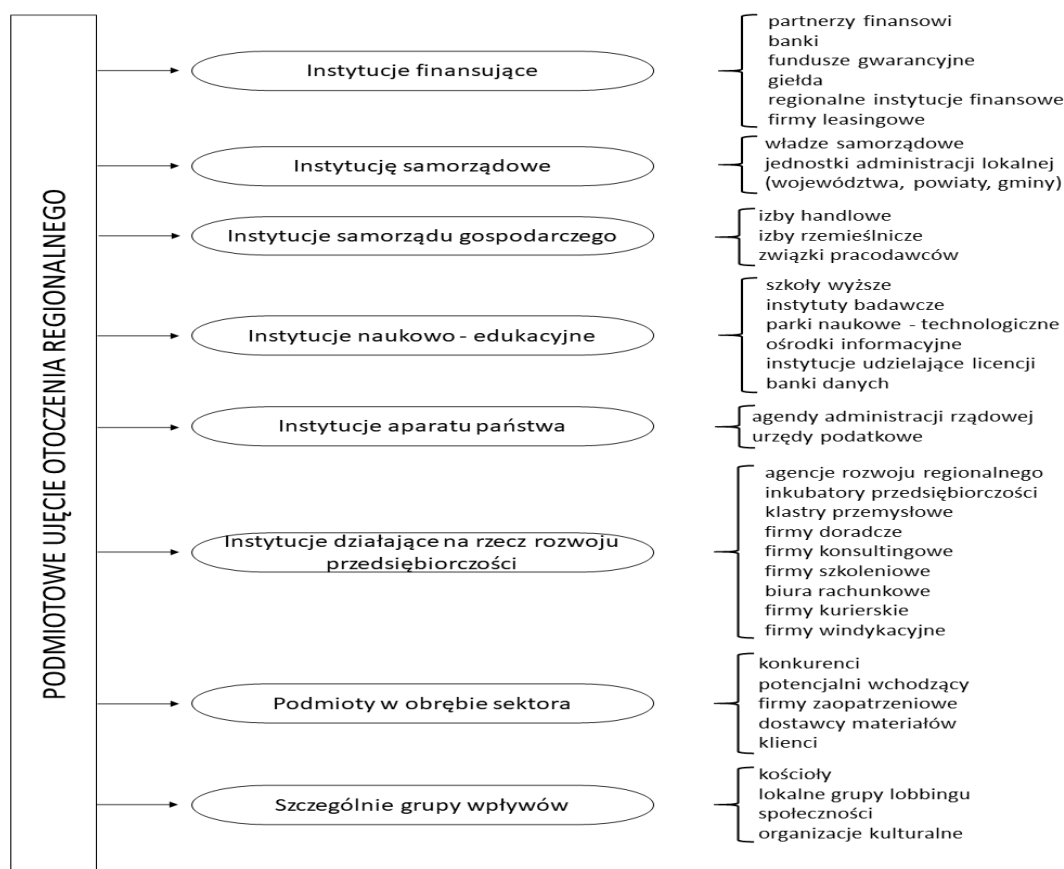 PODMIOTOWE UJĘCIE OTOCZENIA REGIONALNEGO
Instytucje finansujące
partnerzy finansowi
banki
fundusze gwarancyjne
giełda
regionalne instytucje finansowe
firmy leasingowe
Instytucję samorządowe
władze samorządowe
jednostki administracji lokalnej
(województwa, powiaty, gminy)
Instytucje samorządu gospodarczego
izby handlowe
izby rzemieślnicze
związki pracodawców
Instytucje naukowo - edukacyjne
szkoły wyższe
instytuty badawcze
parki naukowe - technologiczne
ośrodki informacyjne
instytucje udzielające licencji
banki danych
Instytucje aparatu państwa
agendy administracji rządowej
urzędy podatkowe
Instytucje działające na rzecz rozwoju
przedsiębiorczości
agencje rozwoju regionalnego
inkubatory przedsiębiorczości
klastry przemysłowe
firmy doradcze
firmy konsultingowe
firmy szkoleniowe
biura rachunkowe
firmy kurierskie
firmy windykacyjne
Podmioty w obrębie sektora
konkurenci
potencjalni wchodzący
firmy zaopatrzeniowe
dostawcy materiałów
klienci
Szczególnie grupy wpływów
kościoły
lokalne grupy lobbingu
społeczności
organizacje kulturalne